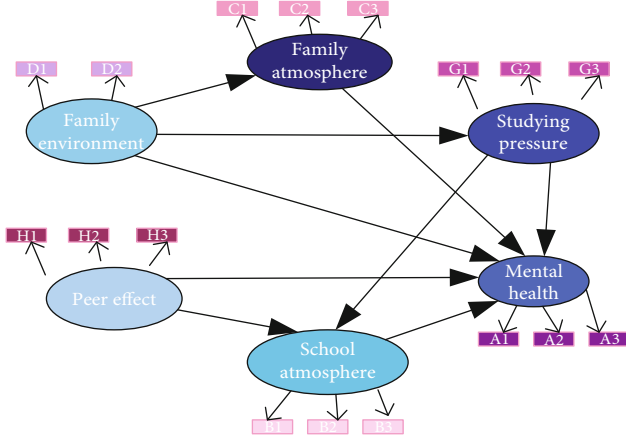 C1
C2
C3
Family
atmosphere
D1
D2
G1
G2
G3
Family
environment
Studying
pressure
H1
H2
H3
Peer effect
Mental
health
School
atmosphere
A1
A2
A3
B1
B2
B3